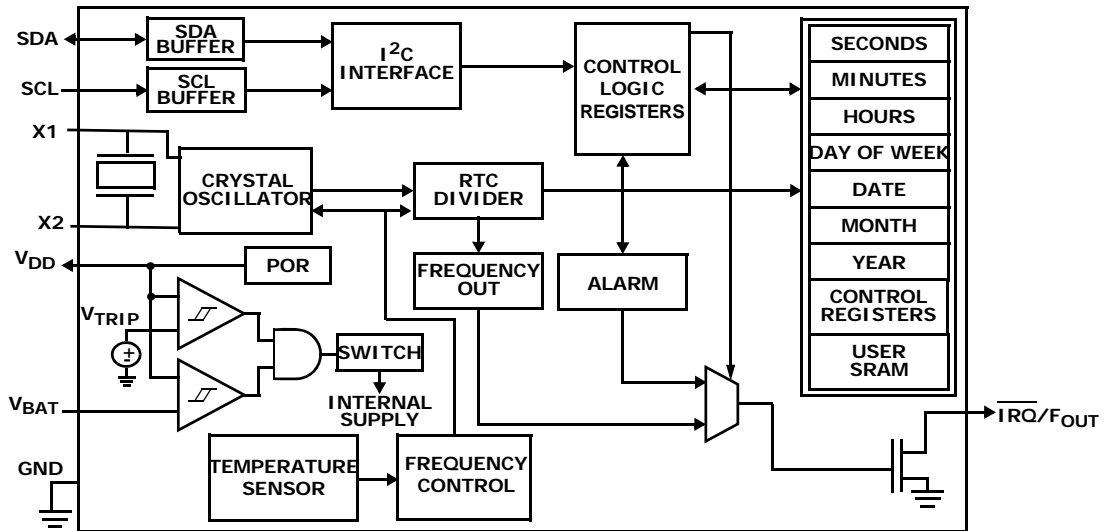 SDA
SDA
BUFFER
I²C
INTERFACE
CONTROL
LOGIC
REGISTERS
SECONDS
SCL
SCL
BUFFER
MINUTES
X1
HOURS
CRYSTAL
OSCILLATOR
RTC
DIVIDER
DAY OF WEEK
DATE
X2
MONTH
VDD
POR
FREQUENCY
OUT
ALARM
YEAR
VTRIP
±
CONTROL
REGISTERS
SWITCH
USER
SRAM
VBAT
INTERNAL
SUPPLY
IRQ/FOUT
GND
TEMPERATURE
SENSOR
FREQUENCY
CONTROL